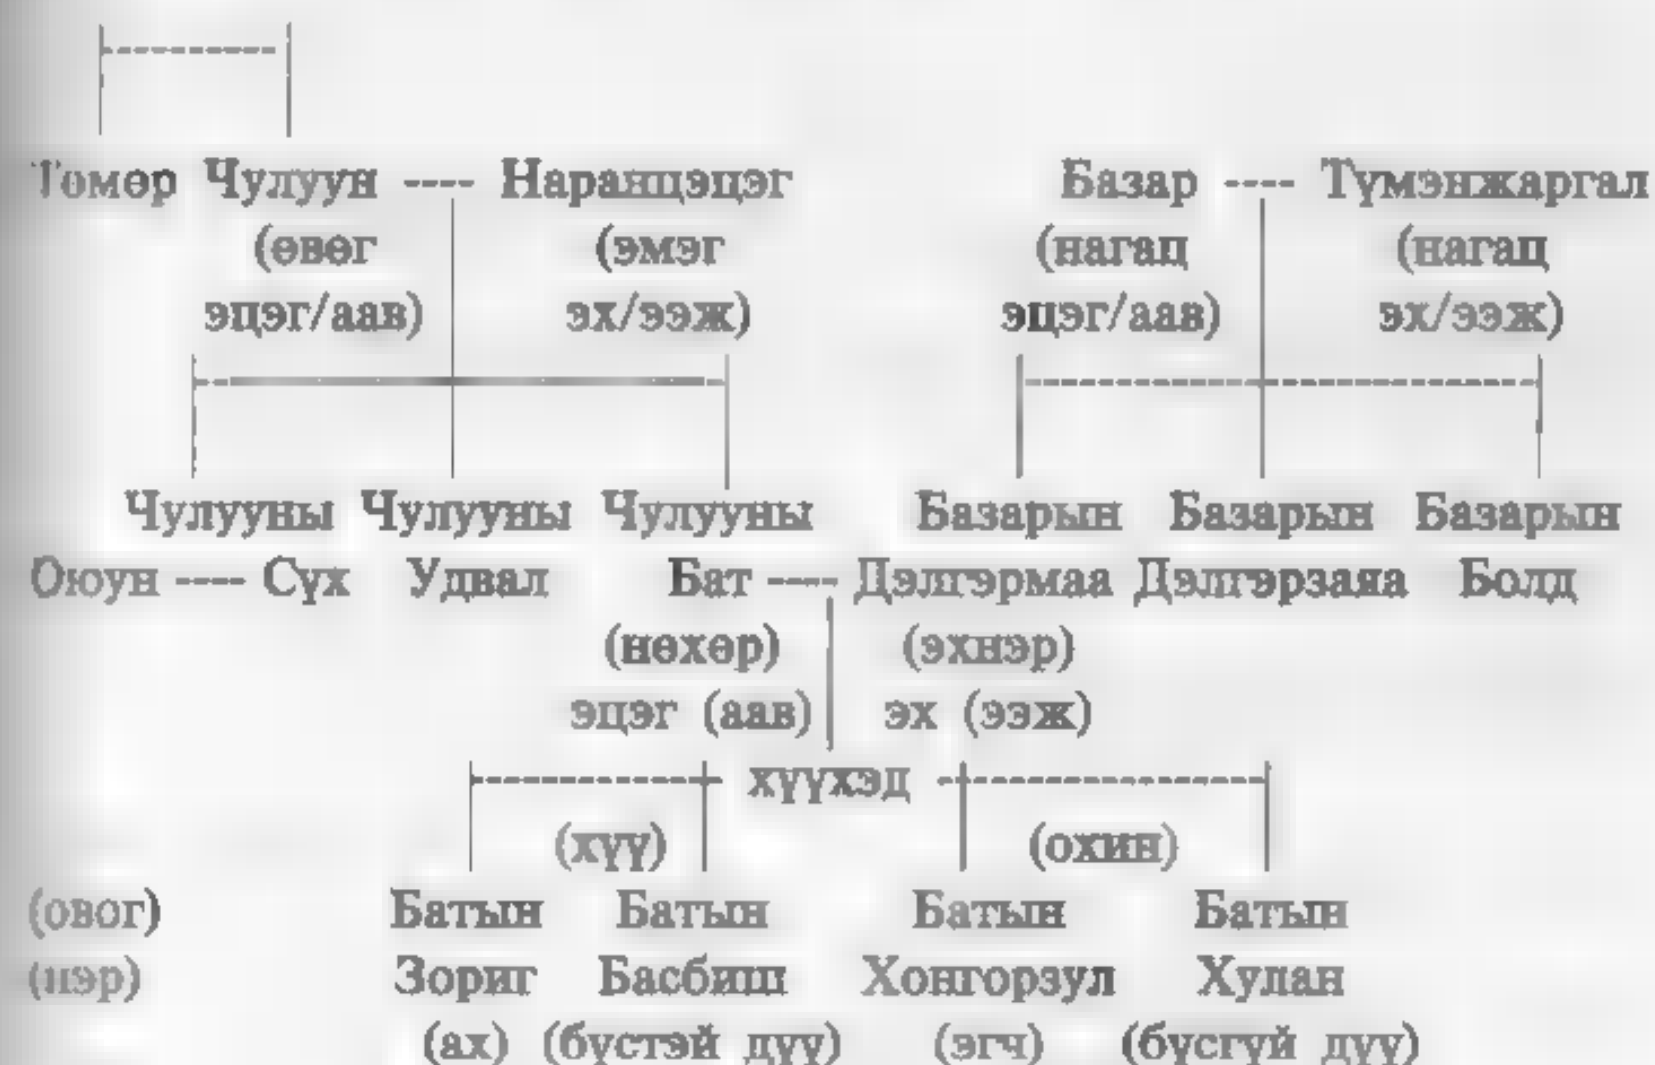 Төмөр Чулуун ---- Наранцэцэг Базар ---- Түмэнжаргал
(өвөг (эмэг (нагац (нагац
эцэг/аав) эх/ээж) эцэг/аав) эх/ээж)
Чулууны Чулууны Чулууны Базарын Базарын Базарын
Оюун ---- Сүх Удвал Бат ---- Дэлгэрмаа Дэлгэрзаяа Болд
(нөхөр) (эхнэр)
эцэг (аав) эх (ээж)
хүүхэд
(хүү) (охин)
(овог) Батын Батын Батын Батын
(нэр) Зориг Басбиш Хонгорзул Хулан
(ах) (бүстэй дүү) (эгч) (бүсгүй дүү)